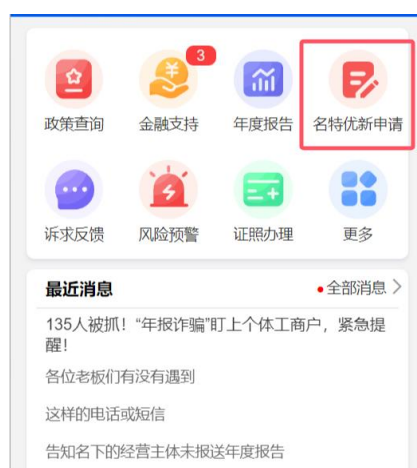 3
政策查询 金融支持 年度报告 名特优新申请
诉求反馈 风险预警 证照办理 更多
最近消息 全部消息
135人被抓！“年报诈骗”盯上个体工商户，紧急提
醒！
各位老板们有没有遇到
这样的电话或短信
告知名下的经营主体未报送年度报告